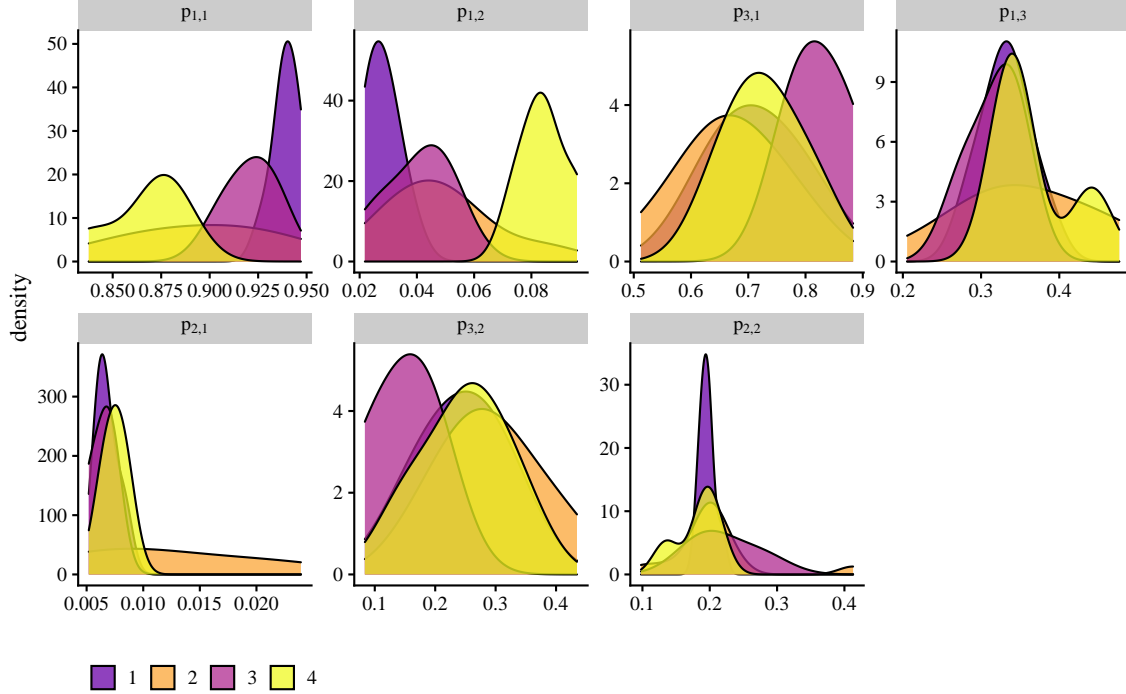 p1,1 p1,2 p3,1 p1,3
50 40 30 20 10 0
0.850 0.875 0.900 0.925 0.950
40 20 0
0.02 0.04 0.06 0.08
4 2 0
0.5 0.6 0.7 0.8 0.9
9 6 3 0
0.2 0.3 0.4
density
p2,1 p3,2 p2,2
300 200 100 0
0.005 0.010 0.015 0.020
4 2 0
0.1 0.2 0.3 0.4
30 20 10 0
0.1 0.2 0.3 0.4
1 2 3 4